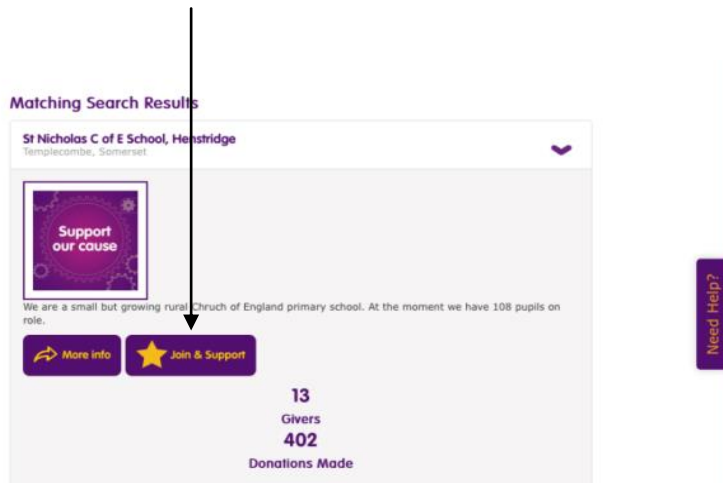 Matching Search Results
St Nicholas C of E School, Henstridge
Templecombe, Somerset
Support
our cause
We are a small but growing rural Chruch of England primary school. At the moment we have 108 pupils on
role.
More info
Join & Support
13
Givers
402
Donations Made
Need Help?